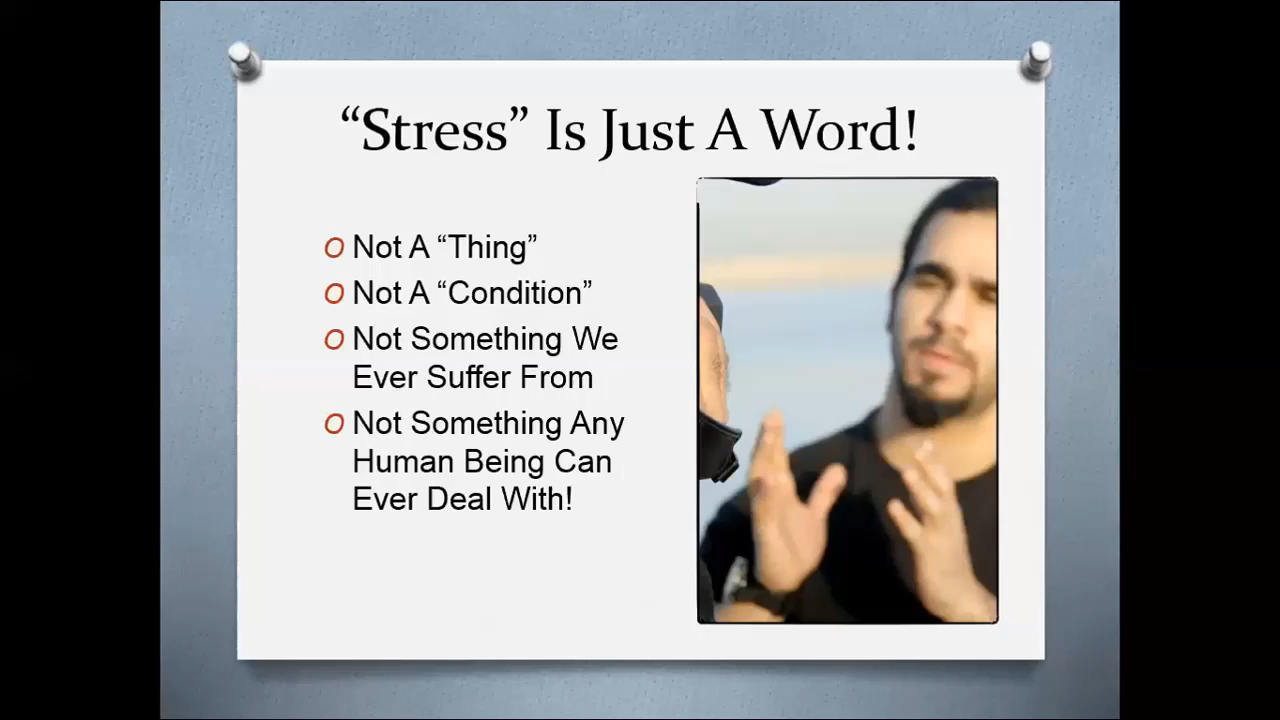 “Stress” Is Just A Word!
Not A “Thing”
Not A “Condition”
Not Something We
Ever Suffer From
Not Something Any
Human Being Can
Ever Deal With!